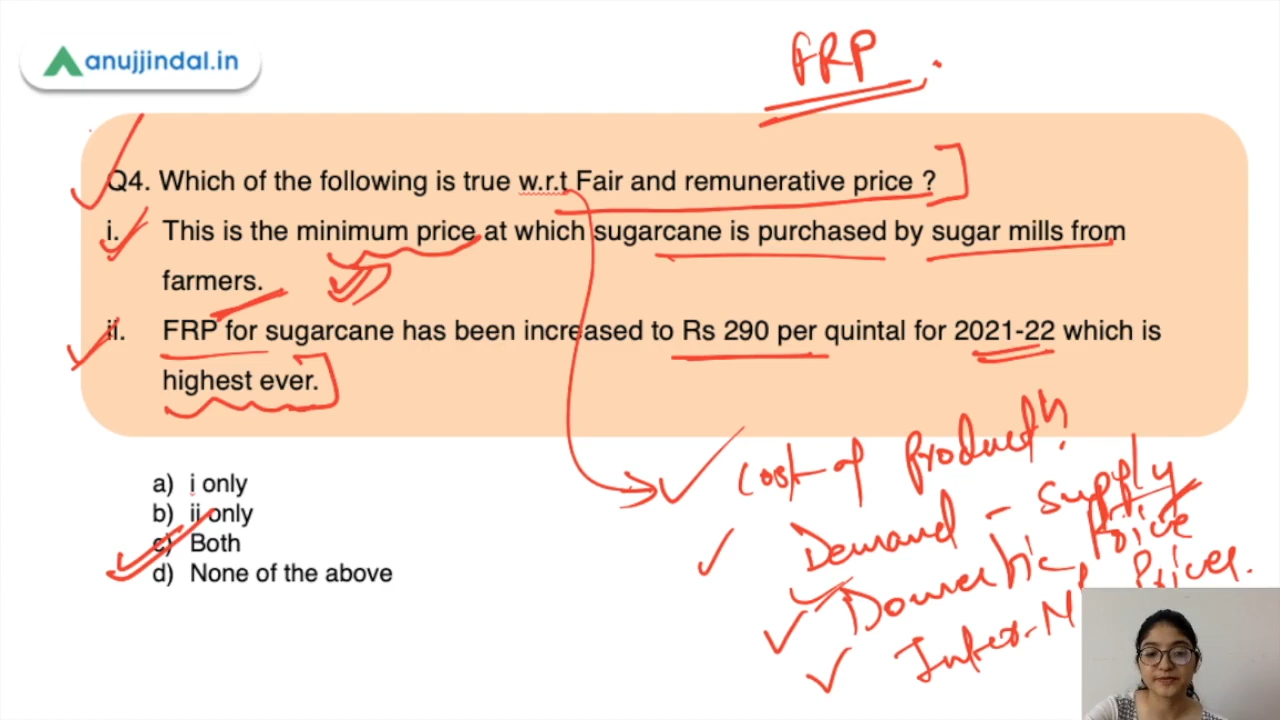 anujjindal.in
FRP
Q4. Which of the following is true w.r.t Fair and remunerative price ?
i. This is the minimum price at which sugarcane is purchased by sugar mills from
farmers.
ii. FRP for sugarcane has been increased to Rs 290 per quintal for 2021-22 which is
highest ever.
a) i only
b) ii only
c) Both
d) None of the above
Cost of Productn
Demand - Supply
Domestic Price
Inter-N Prices.